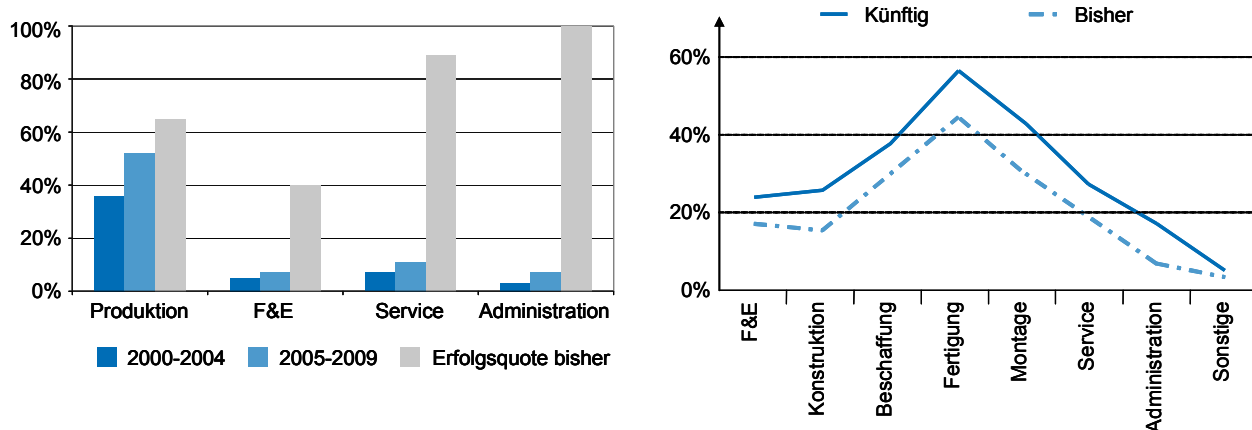 100%
80%
60%
40%
20%
0%
Produktion F&E Service Administration
2000-2004 2005-2009 Erfolgsquote bisher
Künftig Bisher
60%
40%
20%
0%
F&E
Konstruktion
Beschaffung
Fertigung
Montage
Service
Administration
Sonstige